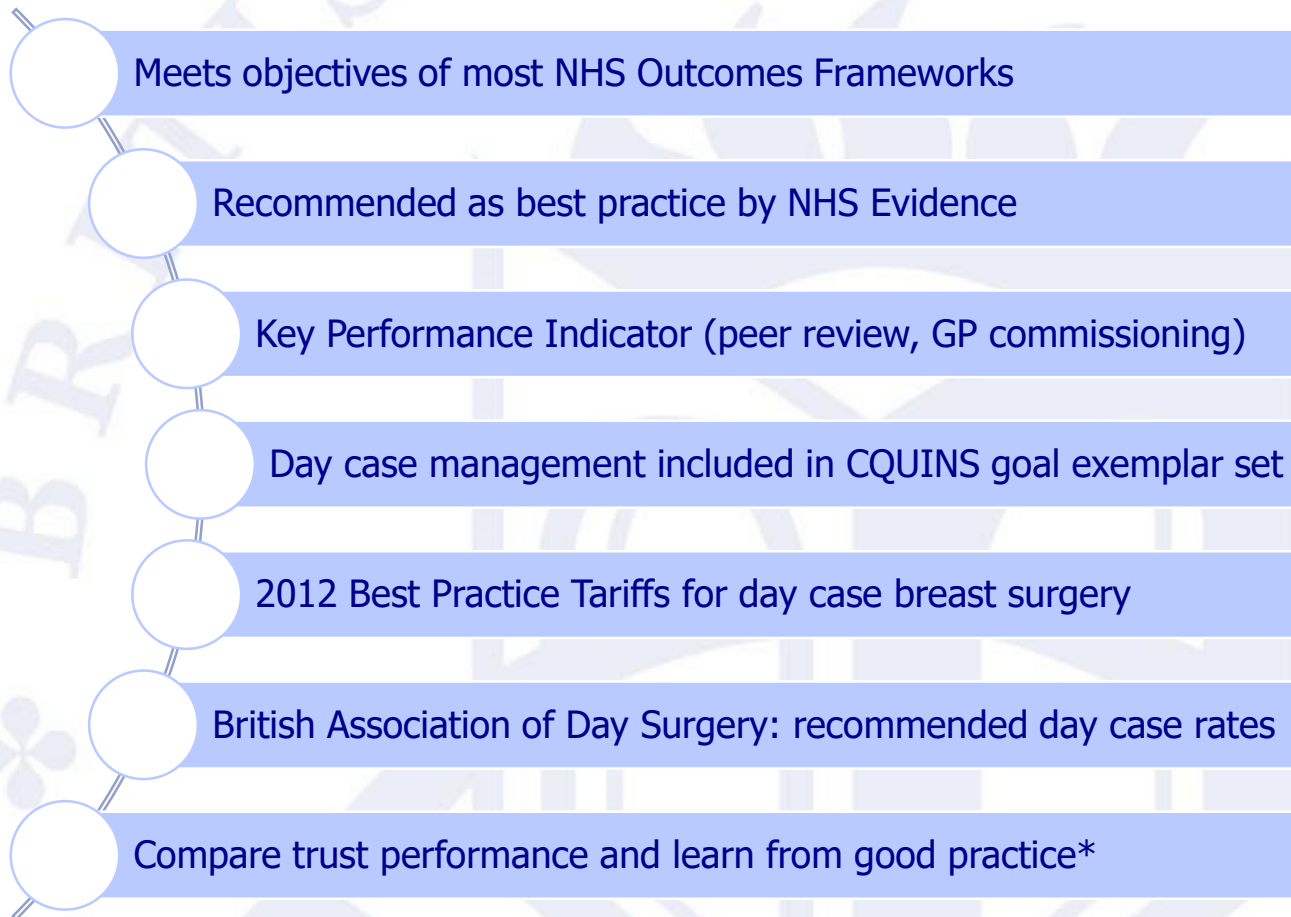 Meets objectives of most NHS Outcomes Frameworks
Recommended as best practice by NHS Evidence
Key Performance Indicator (peer review, GP commissioning)
Day case management included in CQUINS goal exemplar set
2012 Best Practice Tariffs for day case breast surgery
British Association of Day Surgery: recommended day case rates
Compare trust performance and learn from good practice*